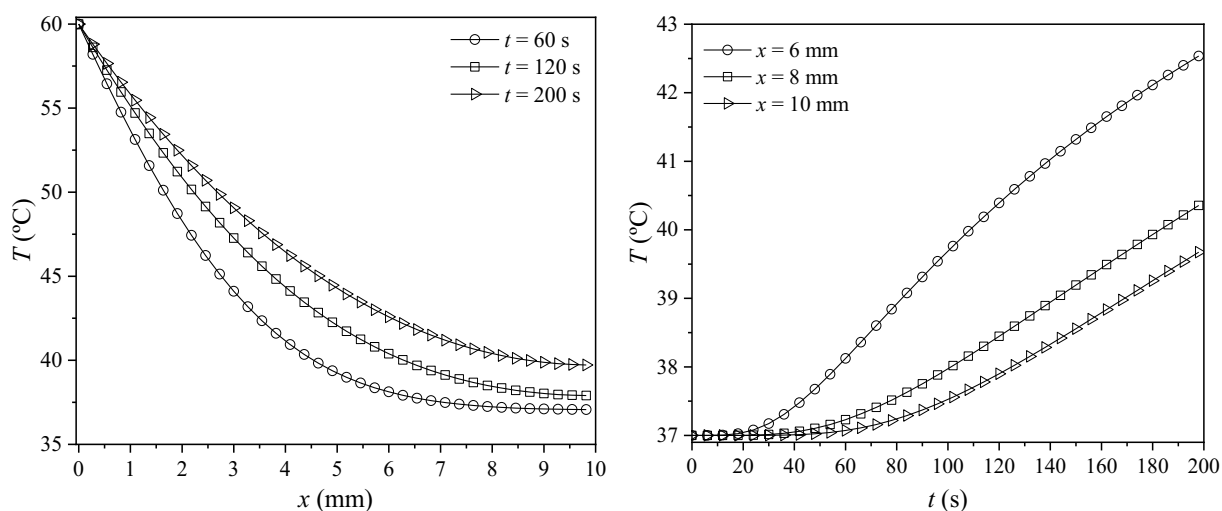 60
55
50
45
40
35
T (ºC)
0 1 2 3 4 5 6 7 8 9 10
x (mm)
t = 60 s
t = 120 s
t = 200 s
43
42
41
40
39
38
37
T (ºC)
0 20 40 60 80 100 120 140 160 180 200
t (s)
x = 6 mm
x = 8 mm
x = 10 mm